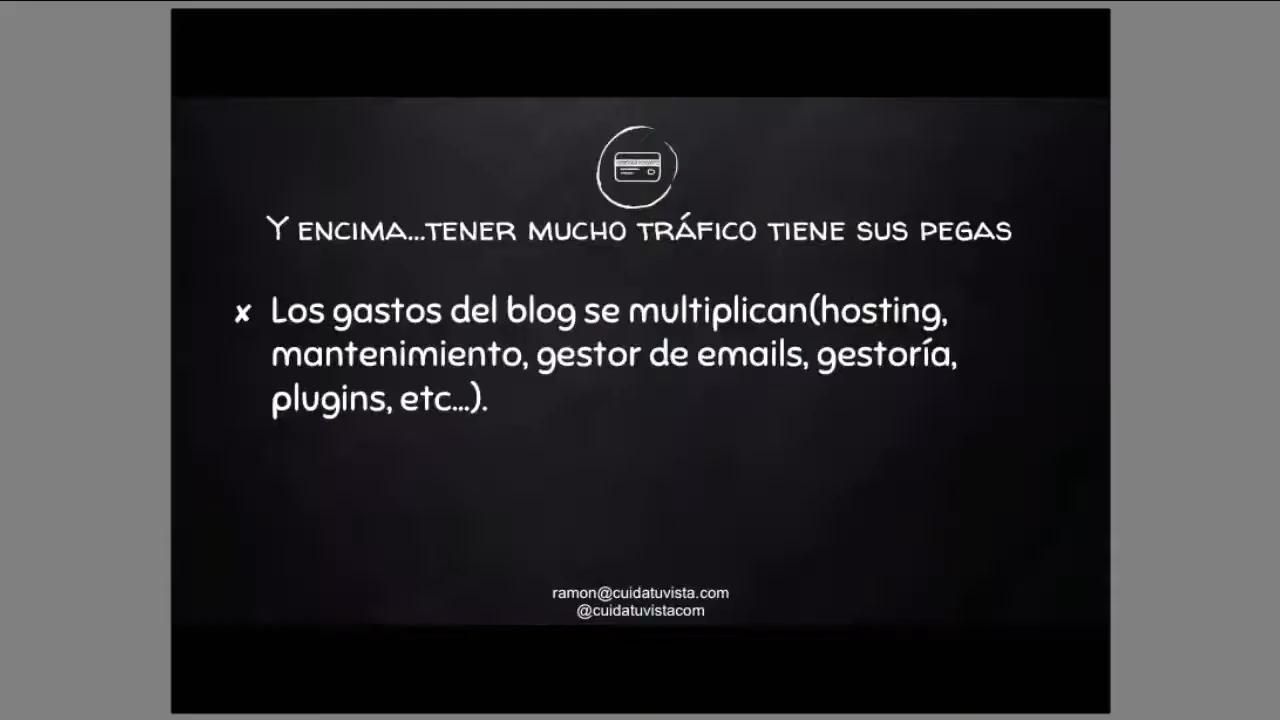 Y ENCIMA...TENER MUCHO TRÁFICO TIENE SUS PEGAS
✘ Los gastos del blog se multiplican(hosting,
mantenimiento, gestor de emails, gestoría,
plugins, etc...).
ramon@cuidatuvista.com
@cuidatuvistacom